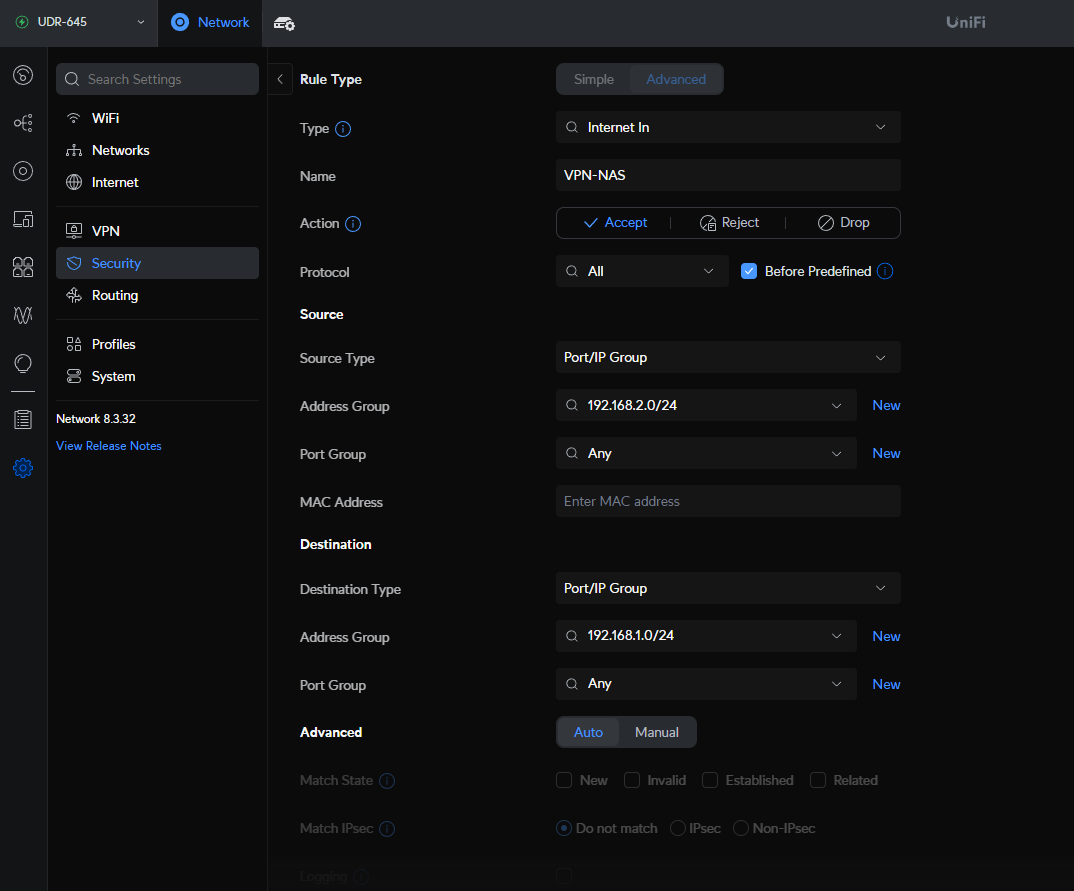 UDR-645
Network
UniFi
Search Settings
WiFi
Networks
Internet
VPN
Security
Routing
Profiles
System
Network 8.3.32
View Release Notes
Rule Type Simple Advanced
Type Internet In
Name VPN-NAS
Action Accept Reject Drop
Protocol All Before Predefined
Source
Source Type Port/IP Group
Address Group 192.168.2.0/24 New
Port Group Any New
MAC Address Enter MAC address
Destination
Destination Type Port/IP Group
Address Group 192.168.1.0/24 New
Port Group Any New
Advanced Auto Manual
Match State New Invalid Established Related
Match IPsec Do not match IPsec Non-IPsec
Logging